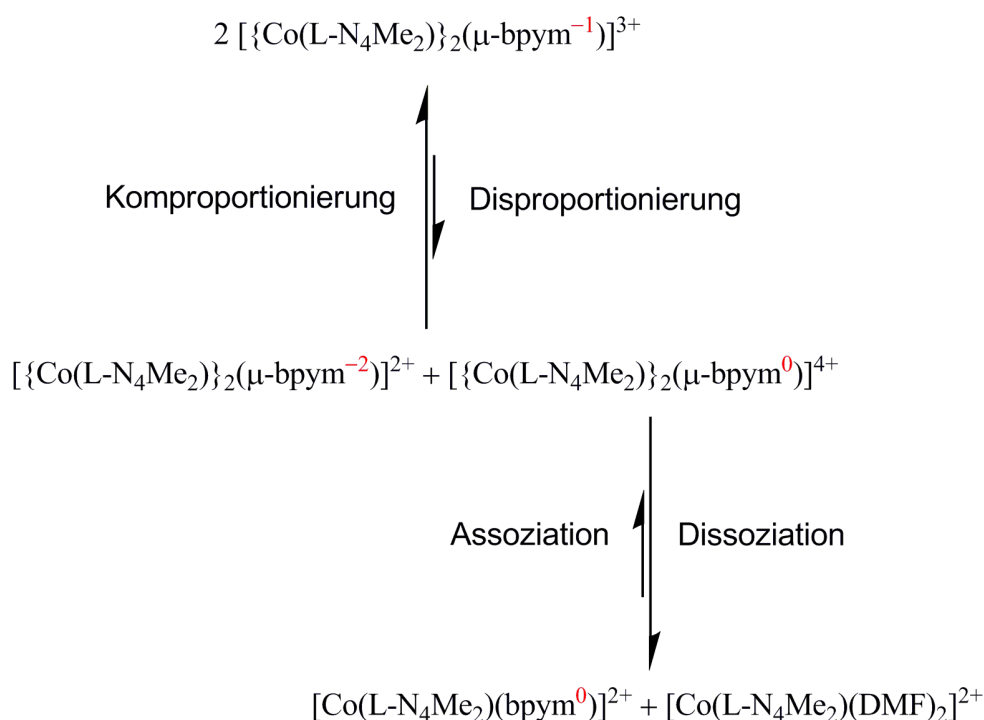 2 [{Co(L-N₄Me₂)}₂(μ-bpym⁻¹)]³⁺
Komproportionierung Disproportionierung
[{Co(L-N₄Me₂)}₂(μ-bpym⁻²)]²⁺ + [{Co(L-N₄Me₂)}₂(μ-bpym⁰)]⁴⁺
Assoziation Dissoziation
[Co(L-N₄Me₂)(bpym⁰)]²⁺ + [Co(L-N₄Me₂)(DMF)₂]²⁺